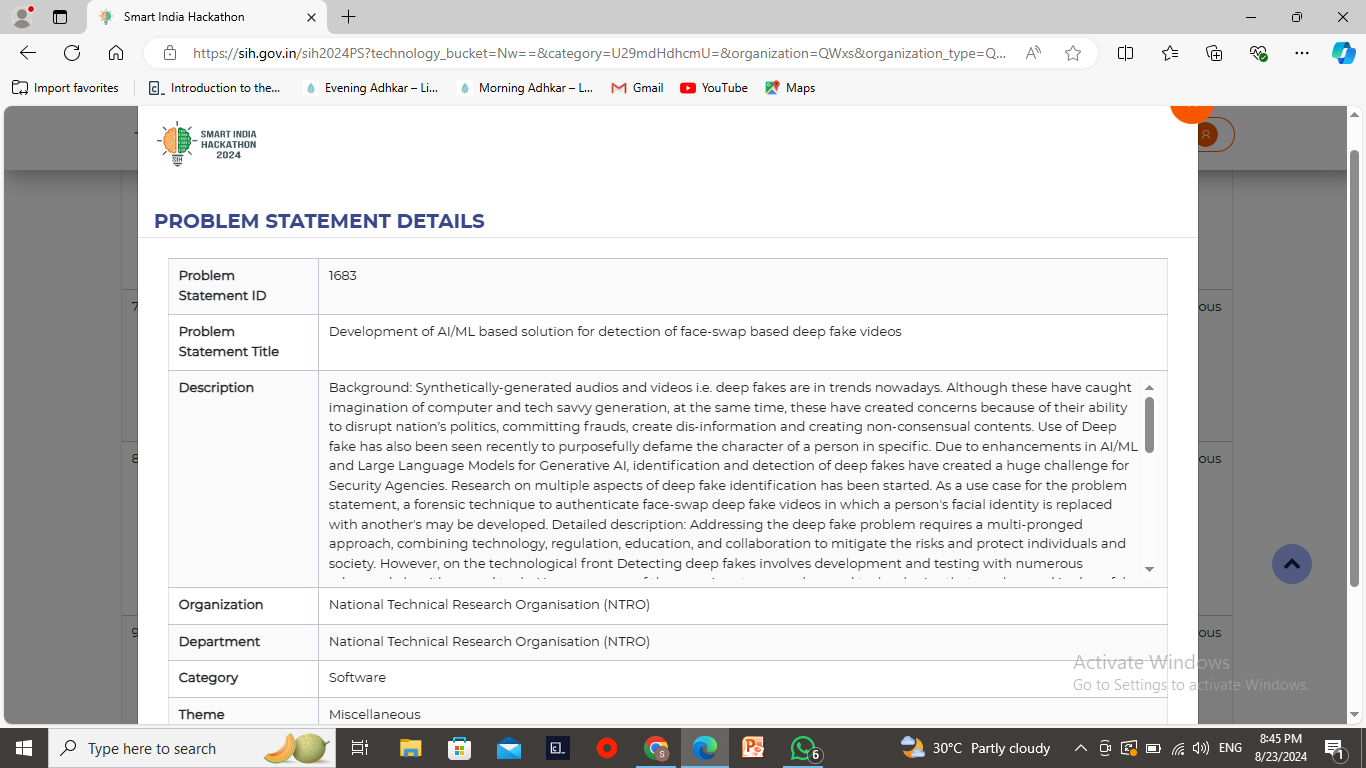 Smart India Hackathon
https://sih.gov.in/sih2024PS?technology_bucket=Nw==&category=U29mdHdhcmU=&organization=QWxs&organization_type=Q...
Import favorites
Introduction to the...
Evening Adhkar – Li...
Morning Adhkar – L...
Gmail
YouTube
Maps
SMART INDIA
HACKATHON
2024
SIH
PROBLEM STATEMENT DETAILS
Problem
Statement ID
1683
Problem
Statement Title
Development of AI/ML based solution for detection of face-swap based deep fake videos
Description
Background: Synthetically-generated audios and videos i.e. deep fakes are in trends nowadays. Although these have caught
imagination of computer and tech savvy generation, at the same time, these have created concerns because of their ability
to disrupt nation's politics, committing frauds, create dis-information and creating non-consensual contents. Use of Deep
fake has also been seen recently to purposefully defame the character of a person in specific. Due to enhancements in AI/ML
and Large Language Models for Generative AI, identification and detection of deep fakes have created a huge challenge for
Security Agencies. Research on multiple aspects of deep fake identification has been started. As a use case for the problem
statement, a forensic technique to authenticate face-swap deep fake videos in which a person's facial identity is replaced
with another's may be developed. Detailed description: Addressing the deep fake problem requires a multi-pronged
approach, combining technology, regulation, education, and collaboration to mitigate the risks and protect individuals and
society. However, on the technological front Detecting deep fakes involves development and testing with numerous
Organization
National Technical Research Organisation (NTRO)
Department
National Technical Research Organisation (NTRO)
Category
Software
Theme
Miscellaneous
7
ous
8
ous
9
ous
Activate Windows
Go to Settings to activate Windows.
Type here to search
6
30°C Partly cloudy
ENG
8:45 PM
8/23/2024
1